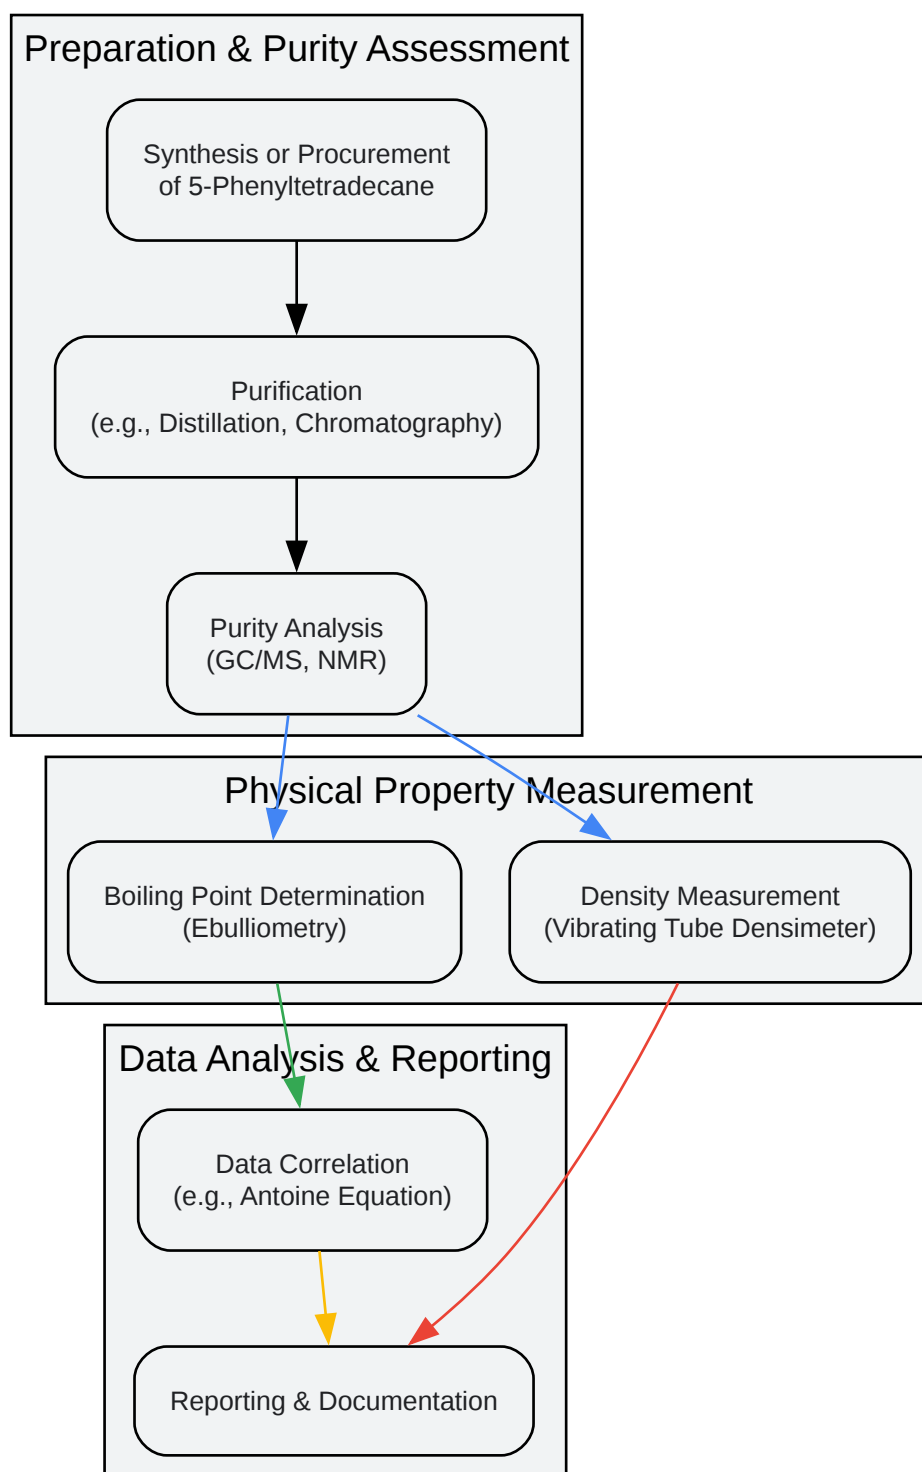 Preparation & Purity Assessment
Synthesis or Procurement
of 5-Phenyltetradecane
Purification
(e.g., Distillation, Chromatography)
Purity Analysis
(GC/MS, NMR)
Physical Property Measurement
Boiling Point Determination
(Ebulliometry)
Density Measurement
(Vibrating Tube Densimeter)
Data Analysis & Reporting
Data Correlation
(e.g., Antoine Equation)
Reporting & Documentation